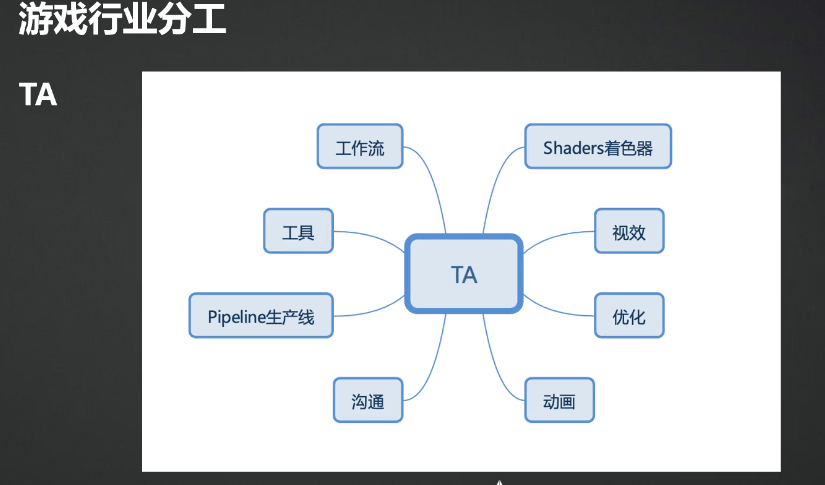 游戏行业分工
TA
工作流
Shaders着色器
工具
视效
TA
Pipeline生产线
优化
沟通
动画